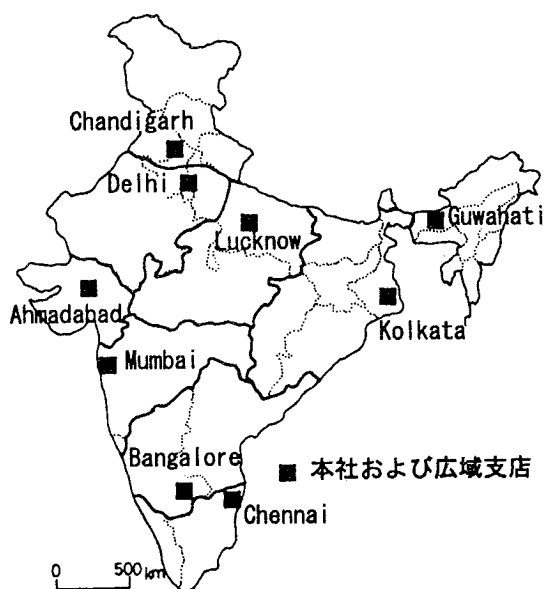 Chandigarh
Delhi
Lucknow
Guwahati
Ahmadabad
Kolkata
Mumbai
Bangalore
本社および広域支店
Chennai
0 500km